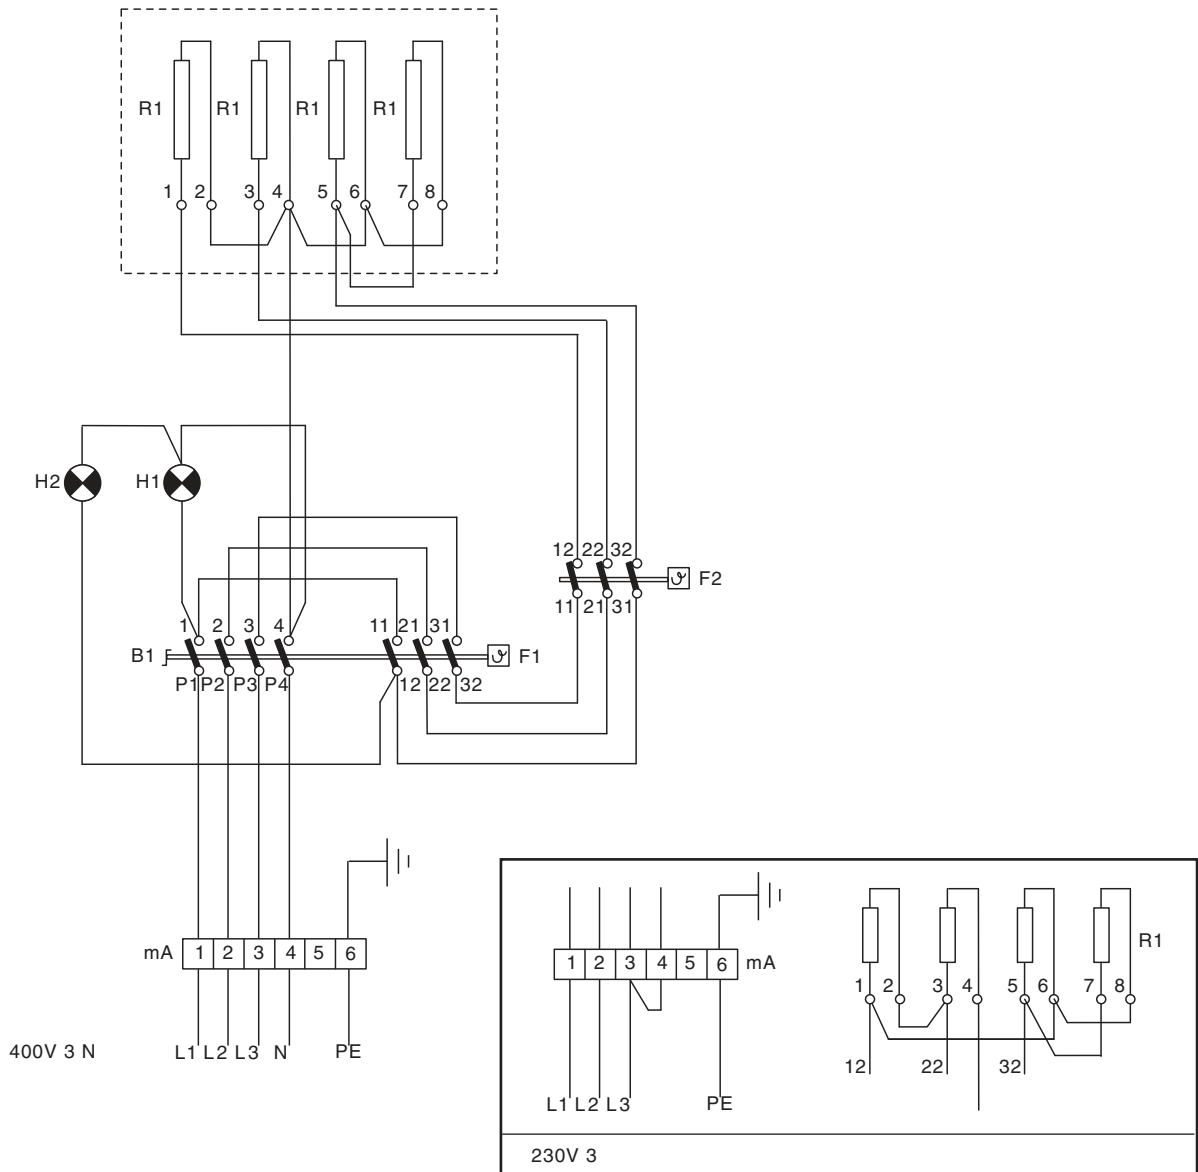 R1 R1 R1 R1
1 2 3 4 5 6 7 8
H2 H1
12 22 32
F2
11 21 31
1 2 3 4 11 21 31
B1 F1
P1 P2 P3 P4 12 22 32
mA 1 2 3 4 5 6
400V 3 N L1 L2 L3 N PE
1 2 3 4 5 6 mA
L1 L2 L3 PE
R1
1 2 3 4 5 6 7 8
12 22 32
230V 3